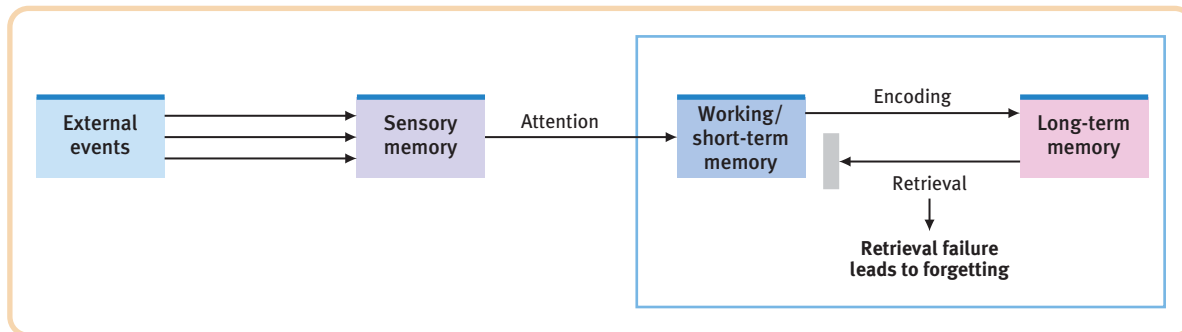 External
events
Sensory
memory
Attention
Working/
short-term
memory
Encoding
Long-term
memory
Retrieval
Retrieval failure
leads to forgetting